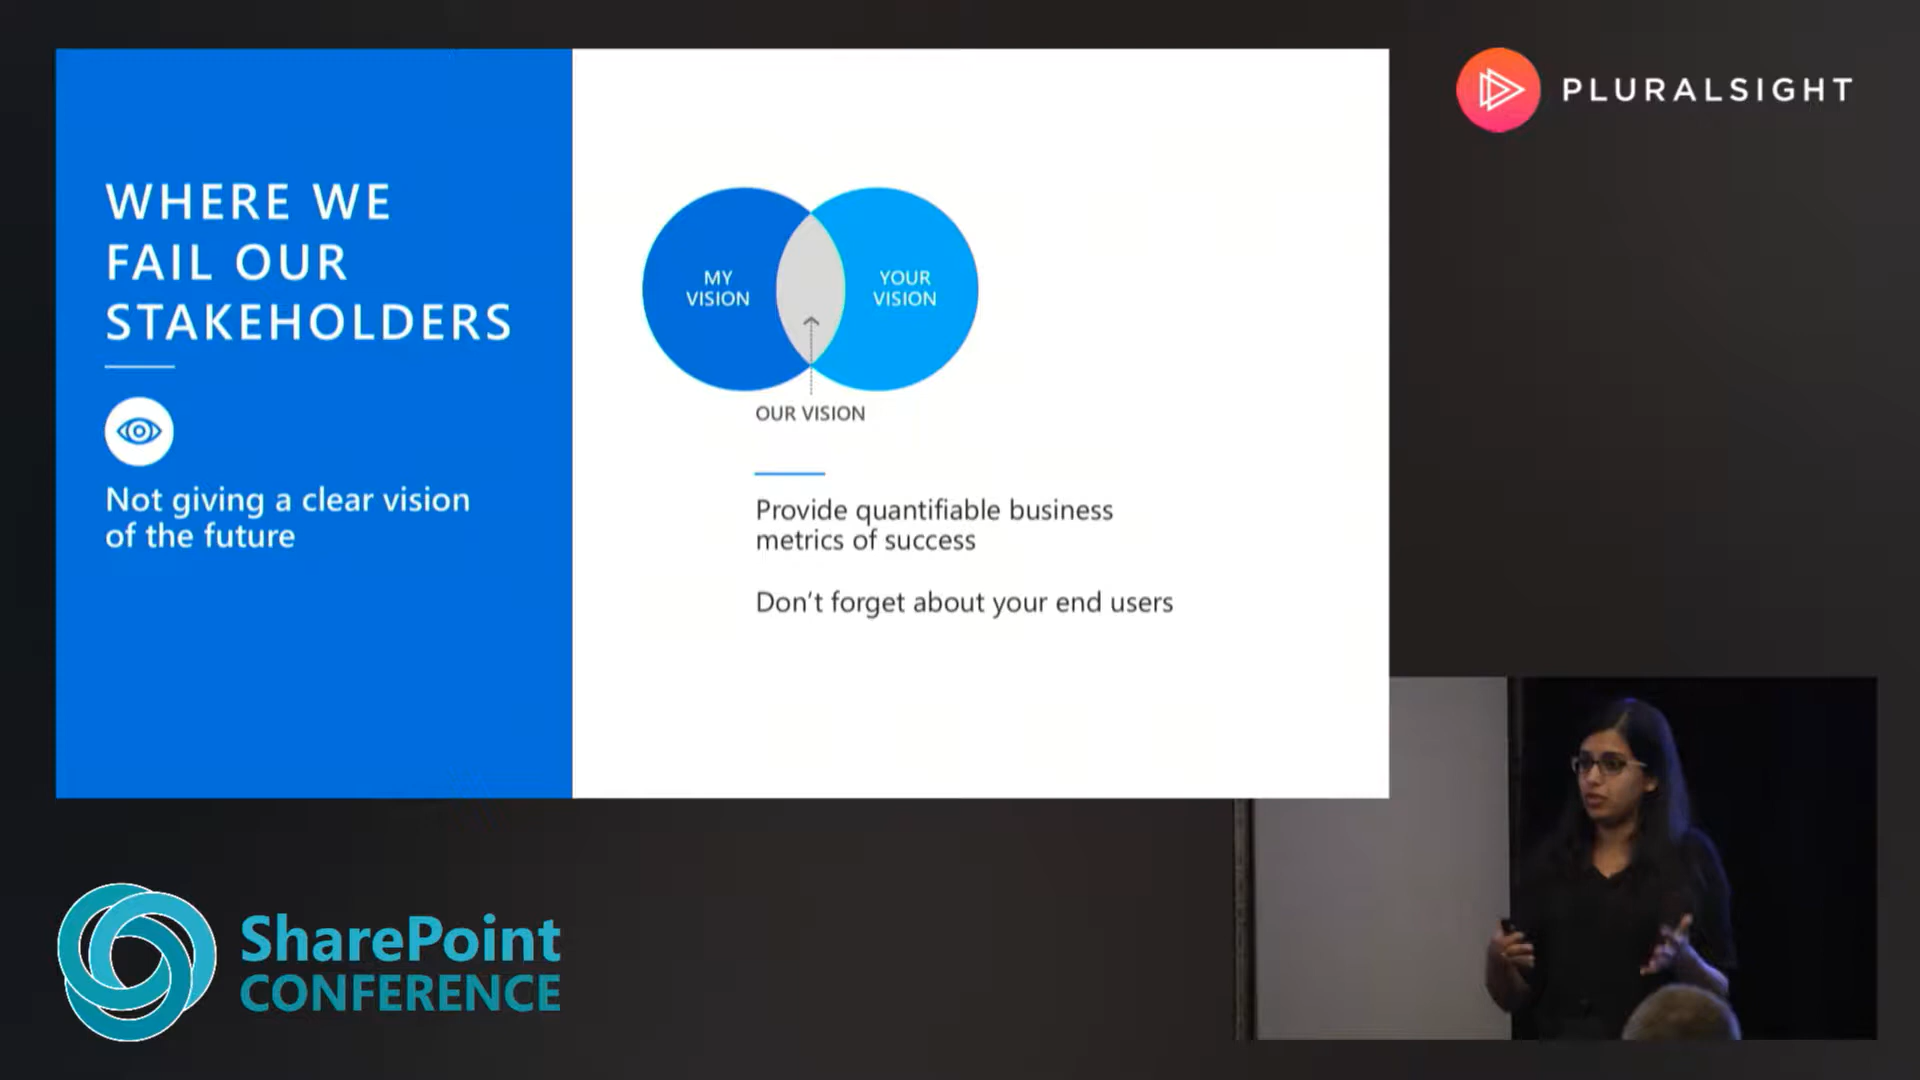 WHERE WE
FAIL OUR
STAKEHOLDERS
Not giving a clear vision
of the future
MY
VISION
YOUR
VISION
OUR VISION
Provide quantifiable business
metrics of success
Don't forget about your end users
PLURALSIGHT
SharePoint
CONFERENCE